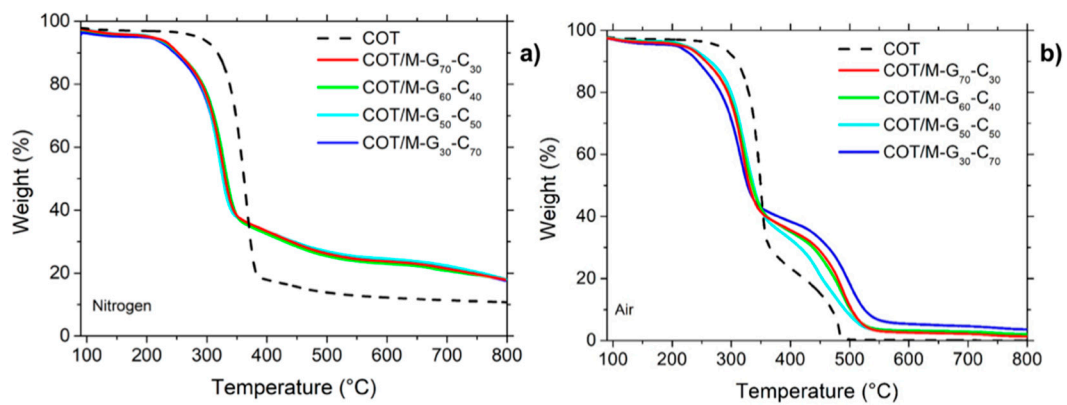 a)
100
80
60
40
20
0
Weight (%)
COT
COT/M-G₇₀-C₃₀
COT/M-G₆₀-C₄₀
COT/M-G₅₀-C₅₀
COT/M-G₃₀-C₇₀
Nitrogen
100 200 300 400 500 600 700 800
Temperature (°C)
b)
100
80
60
40
20
0
Weight (%)
COT
COT/M-G₇₀-C₃₀
COT/M-G₆₀-C₄₀
COT/M-G₅₀-C₅₀
COT/M-G₃₀-C₇₀
Air
100 200 300 400 500 600 700 800
Temperature (°C)